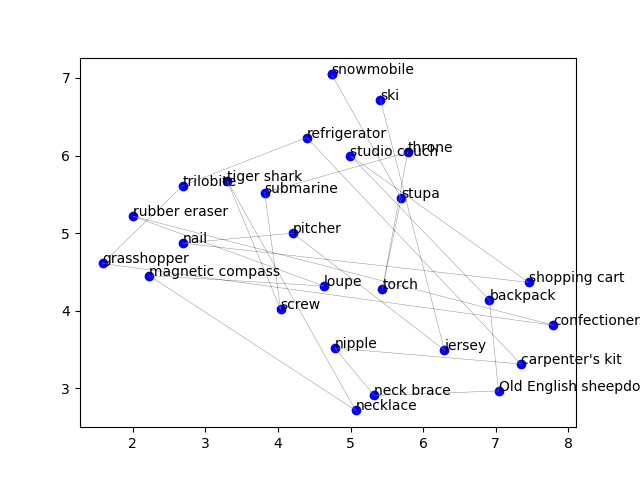 snowmobile
ski
7
refrigerator
throne
studio couch
6
tiger shark
trilobite
submarine
stupa
rubber eraser
pitcher
5
nail
grasshopper
magnetic compass
loupe
torch
shopping cart
backpack
4
screw
confectioner
nipple
jersey
carpenter's kit
3
neck brace
Old English sheepdo
necklace
2 3 4 5 6 7 8